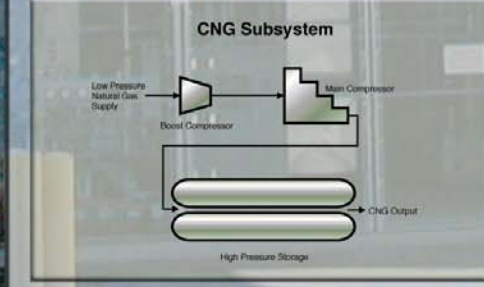 CNG Subsystem
Low Pressure
Natural Gas
Supply
Main Compressor
Boost Compressor
CNG Output
High Pressure Storage